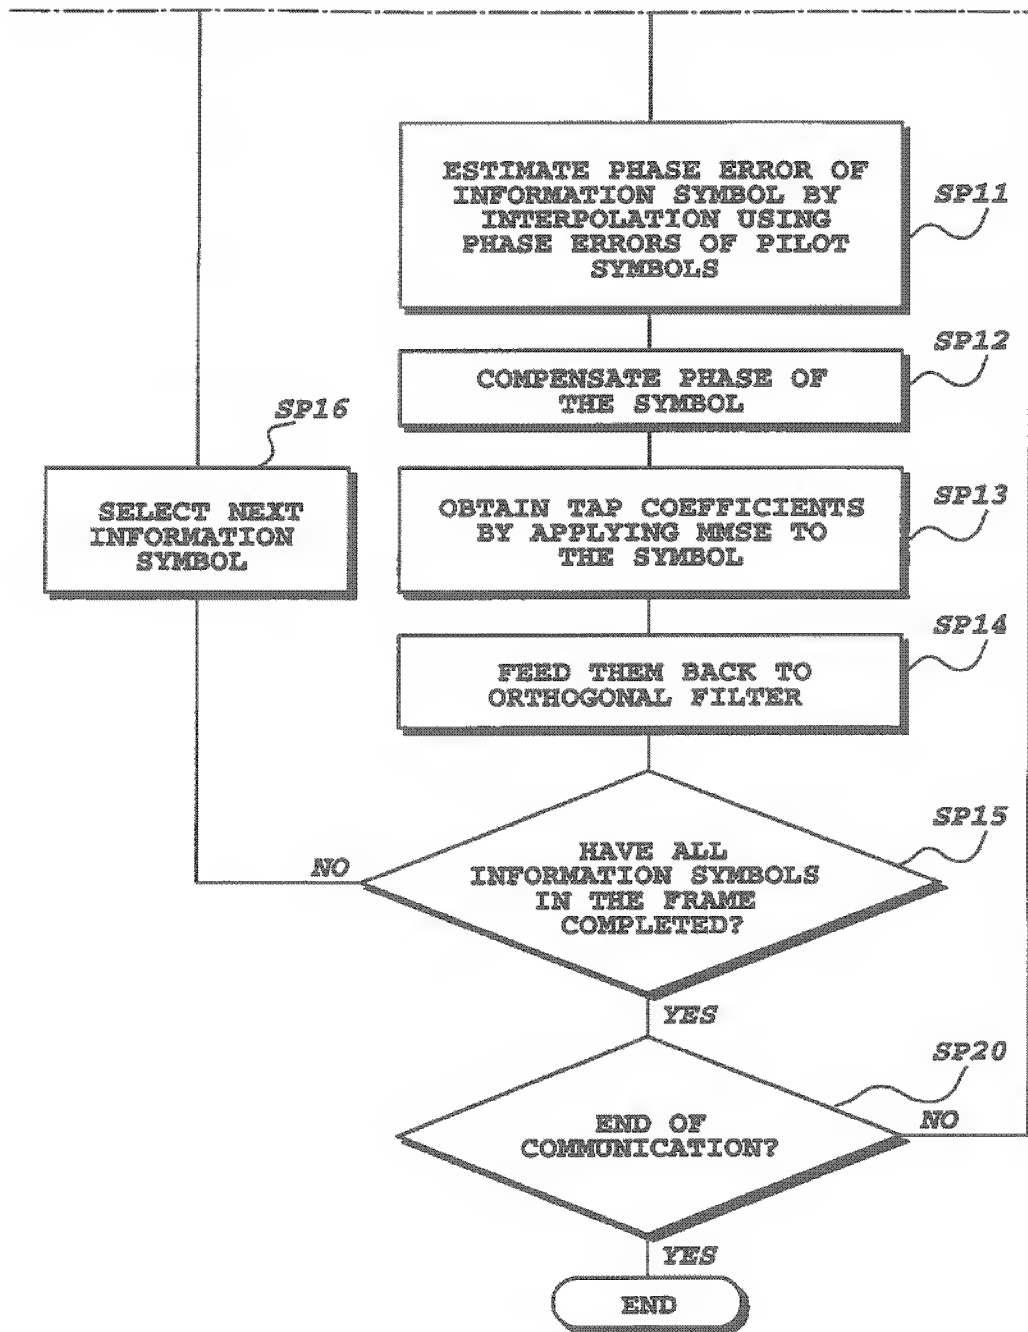 ESTIMATE PHASE ERROR OF
INFORMATION SYMBOL BY
INTERPOLATION USING
PHASE ERRORS OF PILOT
SYMBOLS
SP11
COMPENSATE PHASE OF
THE SYMBOL
SP12
SP16
SELECT NEXT
INFORMATION
SYMBOL
OBTAIN TAP COEFFICIENTS
BY APPLYING MMSE TO
THE SYMBOL
SP13
FEED THEM BACK TO
ORTHOGONAL FILTER
SP14
HAVE ALL
INFORMATION SYMBOLS
IN THE FRAME
COMPLETED?
SP15
NO
YES
END OF
COMMUNICATION?
SP20
NO
YES
END